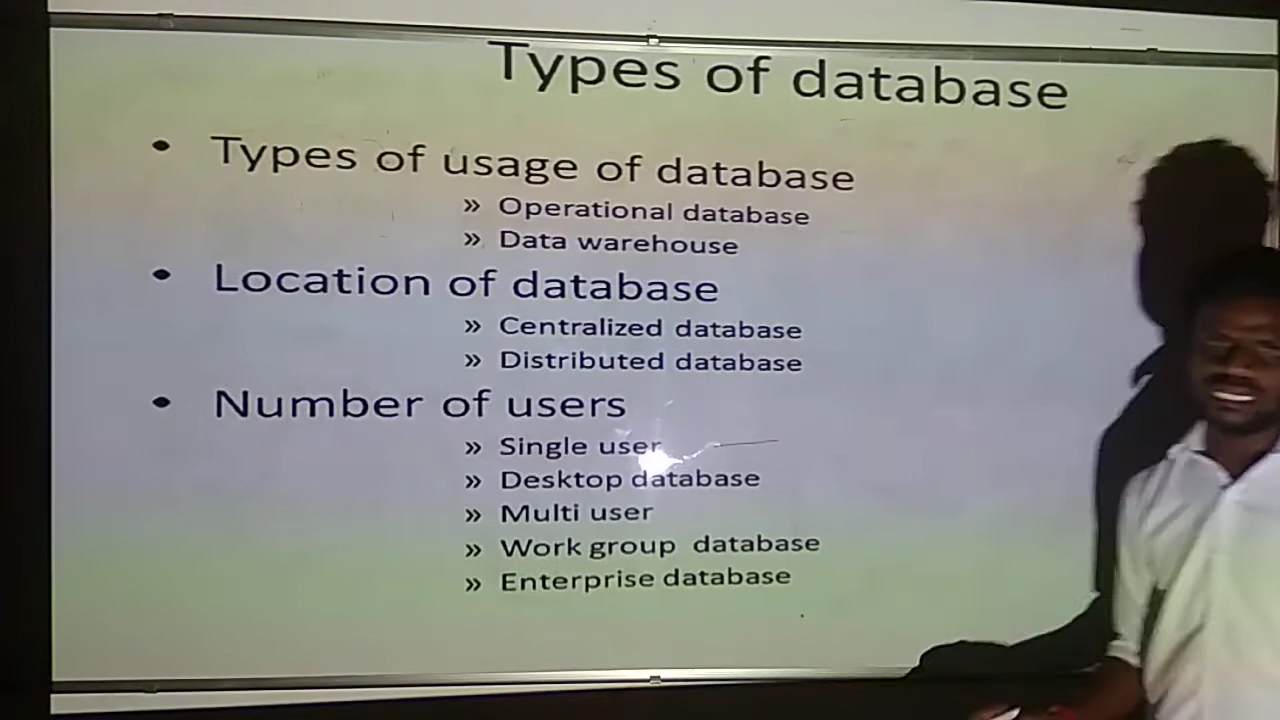 Types of database
• Types of usage of database
» Operational database
» Data warehouse
• Location of database
» Centralized database
» Distributed database
• Number of users
» Single user
» Desktop database
» Multi user
» Work group database
» Enterprise database